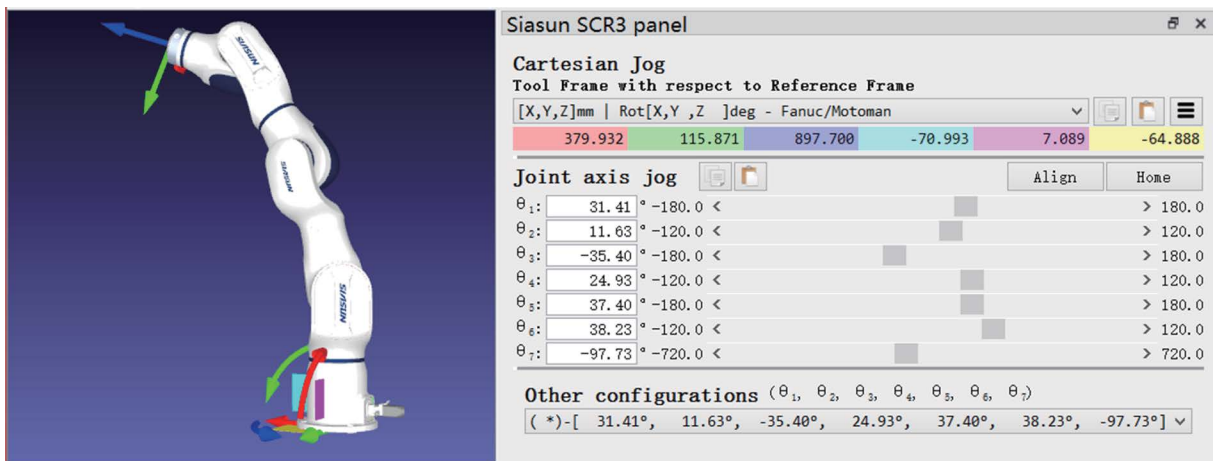 Siasun SCR3 panel
Cartesian Jog
Tool Frame with respect to Reference Frame
[X,Y,Z]mm | Rot[X,Y ,Z ]deg - Fanuc/Motoman
379.932 115.871 897.700 -70.993 7.089 -64.888
Joint axis jog Align Home
θ1: 31.41 ° -180.0 < > 180.0
θ2: 11.63 ° -120.0 < > 120.0
θ3: -35.40 ° -180.0 < > 180.0
θ4: 24.93 ° -120.0 < > 120.0
θ5: 37.40 ° -180.0 < > 180.0
θ6: 38.23 ° -120.0 < > 120.0
θ7: -97.73 ° -720.0 < > 720.0
Other configurations (θ1, θ2, θ3, θ4, θ5, θ6, θ7)
( *)-[ 31.41°, 11.63°, -35.40°, 24.93°, 37.40°, 38.23°, -97.73°]
SIASUN
SIASUN
SIASUN